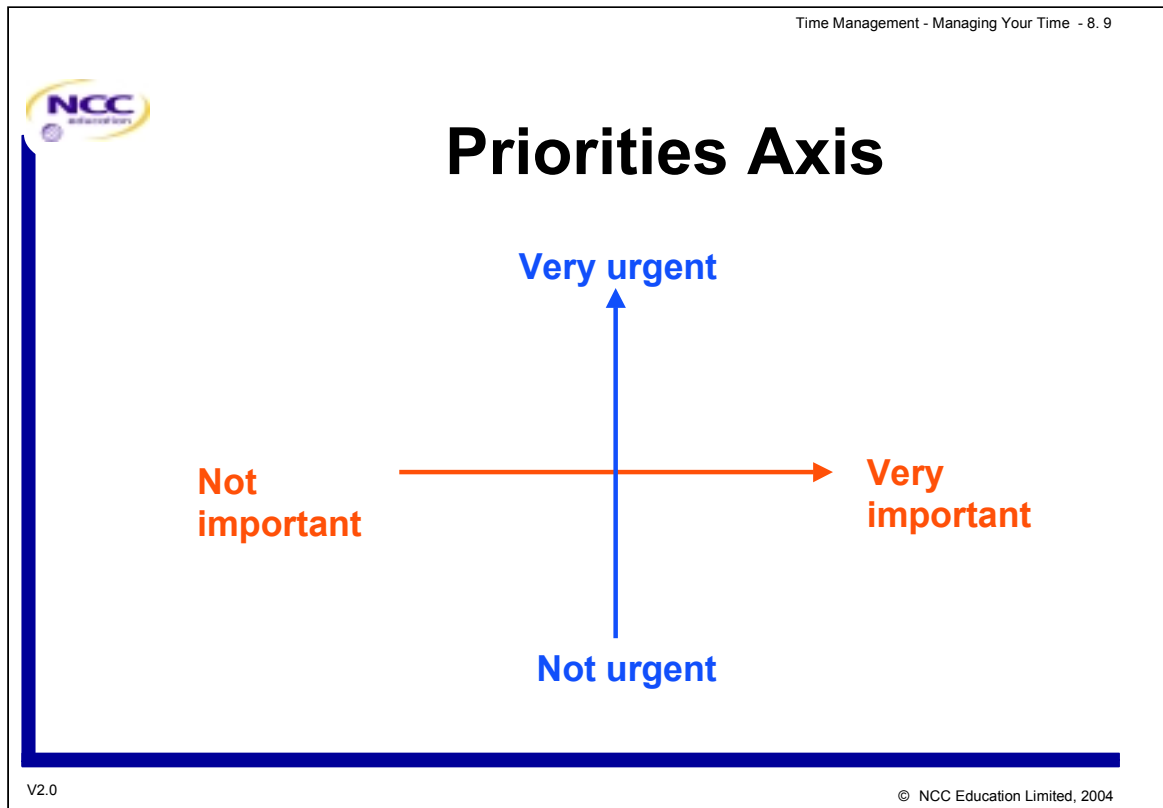 Time Management - Managing Your Time - 8. 9
NCC
education
Priorities Axis
Very urgent
Not
important
Very
important
Not urgent
V2.0
© NCC Education Limited, 2004